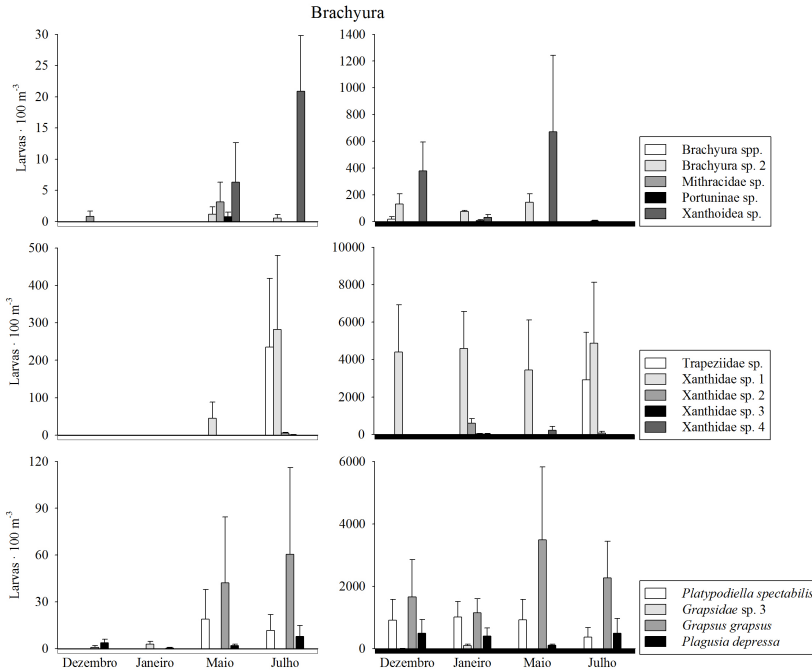 Brachyura
30
25
20
15
10
5
0
Larvas · 100 m⁻³
1400
1200
1000
800
600
400
200
0
Brachyura spp.
Brachyura sp. 2
Mithracidae sp.
Portuninae sp.
Xanthoidea sp.
500
400
300
200
100
0
Larvas · 100 m⁻³
10000
8000
6000
4000
2000
0
Trapeziidae sp.
Xanthidae sp. 1
Xanthidae sp. 2
Xanthidae sp. 3
Xanthidae sp. 4
120
90
60
30
0
Larvas · 100 m⁻³
6000
4000
2000
0
Platypodiella spectabilis
Grapsidae sp. 3
Grapsus grapsus
Plagusia depressa
Dezembro Janeiro Maio Julho
Dezembro Janeiro Maio Julho